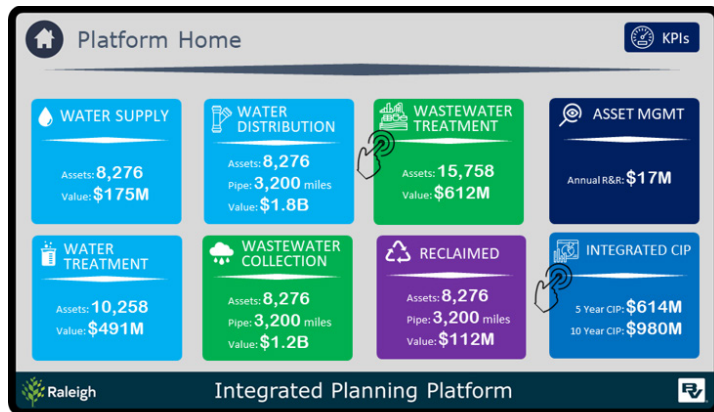 Platform Home
KPIs
WATER SUPPLY
Assets: 8,276
Value: $175M
WATER
DISTRIBUTION
Assets: 8,276
Pipe: 3,200 miles
Value: $1.8B
WASTEWATER
TREATMENT
Assets: 15,758
Value: $612M
ASSET MGMT
Annual R&R: $17M
WATER
TREATMENT
Assets: 10,258
Value: $491M
WASTEWATER
COLLECTION
Assets: 8,276
Pipe: 3,200 miles
Value: $1.2B
RECLAIMED
Assets: 8,276
Pipe: 3,200 miles
Value: $112M
INTEGRATED CIP
5 Year CIP: $614M
10 Year CIP: $980M
Raleigh
Integrated Planning Platform
BV